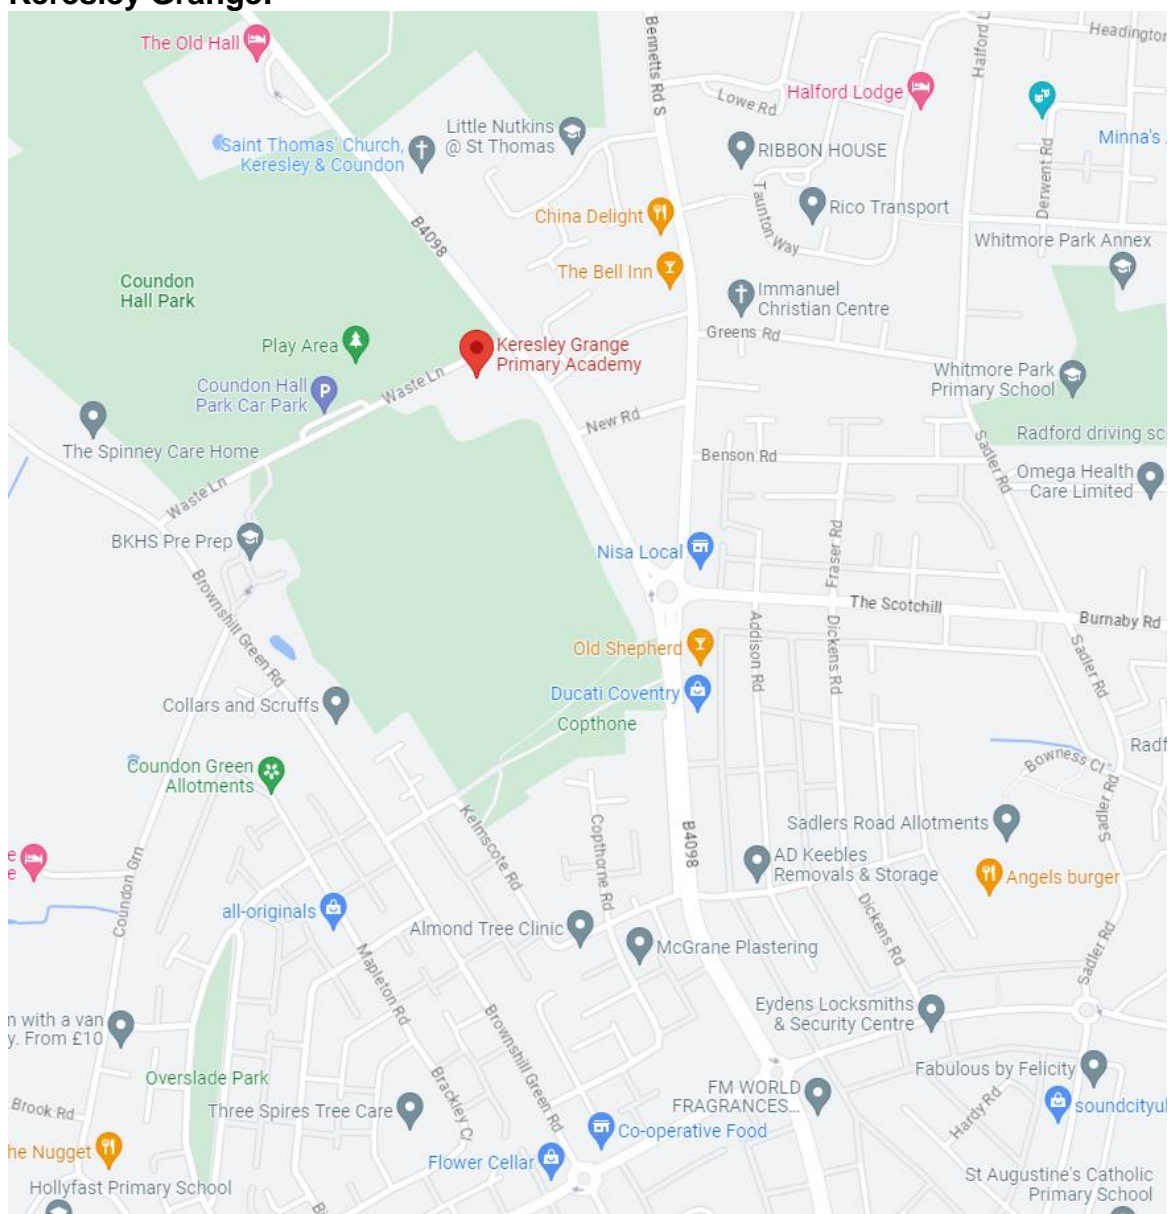 Keresley Grange.
The Old Hall
Bennetts Rd S
Halford L
Headington
Lowe Rd
Halford Lodge
Little Nutkins
@ St Thomas
Saint Thomas' Church,
Keresley & Coundon
RIBBON HOUSE
Derwent Rd
Minna's
China Delight
Taunton Way
Rico Transport
B4098
Whitmore Park Annex
The Bell Inn
Coundon
Hall Park
Immanuel
Christian Centre
Greens Rd
Play Area
Keresley Grange
Primary Academy
Whitmore Park
Primary School
Coundon Hall
Park Car Park
Waste Ln
New Rd
Radford driving sc
The Spinney Care Home
Benson Rd
Sadler Rd
Omega Health
Care Limited
Waste Ln
BKHS Pre Prep
Nisa Local
Fraser Rd
Brownshill Green Rd
The Scotchill
Burnaby Rd
Old Shepherd
Addison Rd
Dickens Rd
Sadler Rd
Collars and Scruffs
Ducati Coventry
Copthone
Radf
Bowness Cl
Coundon Green
Allotments
Kelmscote Rd
Copthorne Rd
B4098
Sadlers Road Allotments
Sadler Rd
e
e
AD Keebles
Removals & Storage
Angels burger
Coundon Grn
all-originals
Almond Tree Clinic
McGrane Plastering
Dickens Rd
Sadler Rd
Mapleton Rd
n with a van
y. From £10
Brownshill Green Rd
Eydens Locksmiths
& Security Centre
Overslade Park
Brackley Cl
Fabulous by Felicity
Brook Rd
Three Spires Tree Care
FM WORLD
FRAGRANCES...
Hardy Rd
soundcityul
Co-operative Food
he Nugget
Flower Cellar
Hollyfast Primary School
St Augustine's Catholic
Primary School